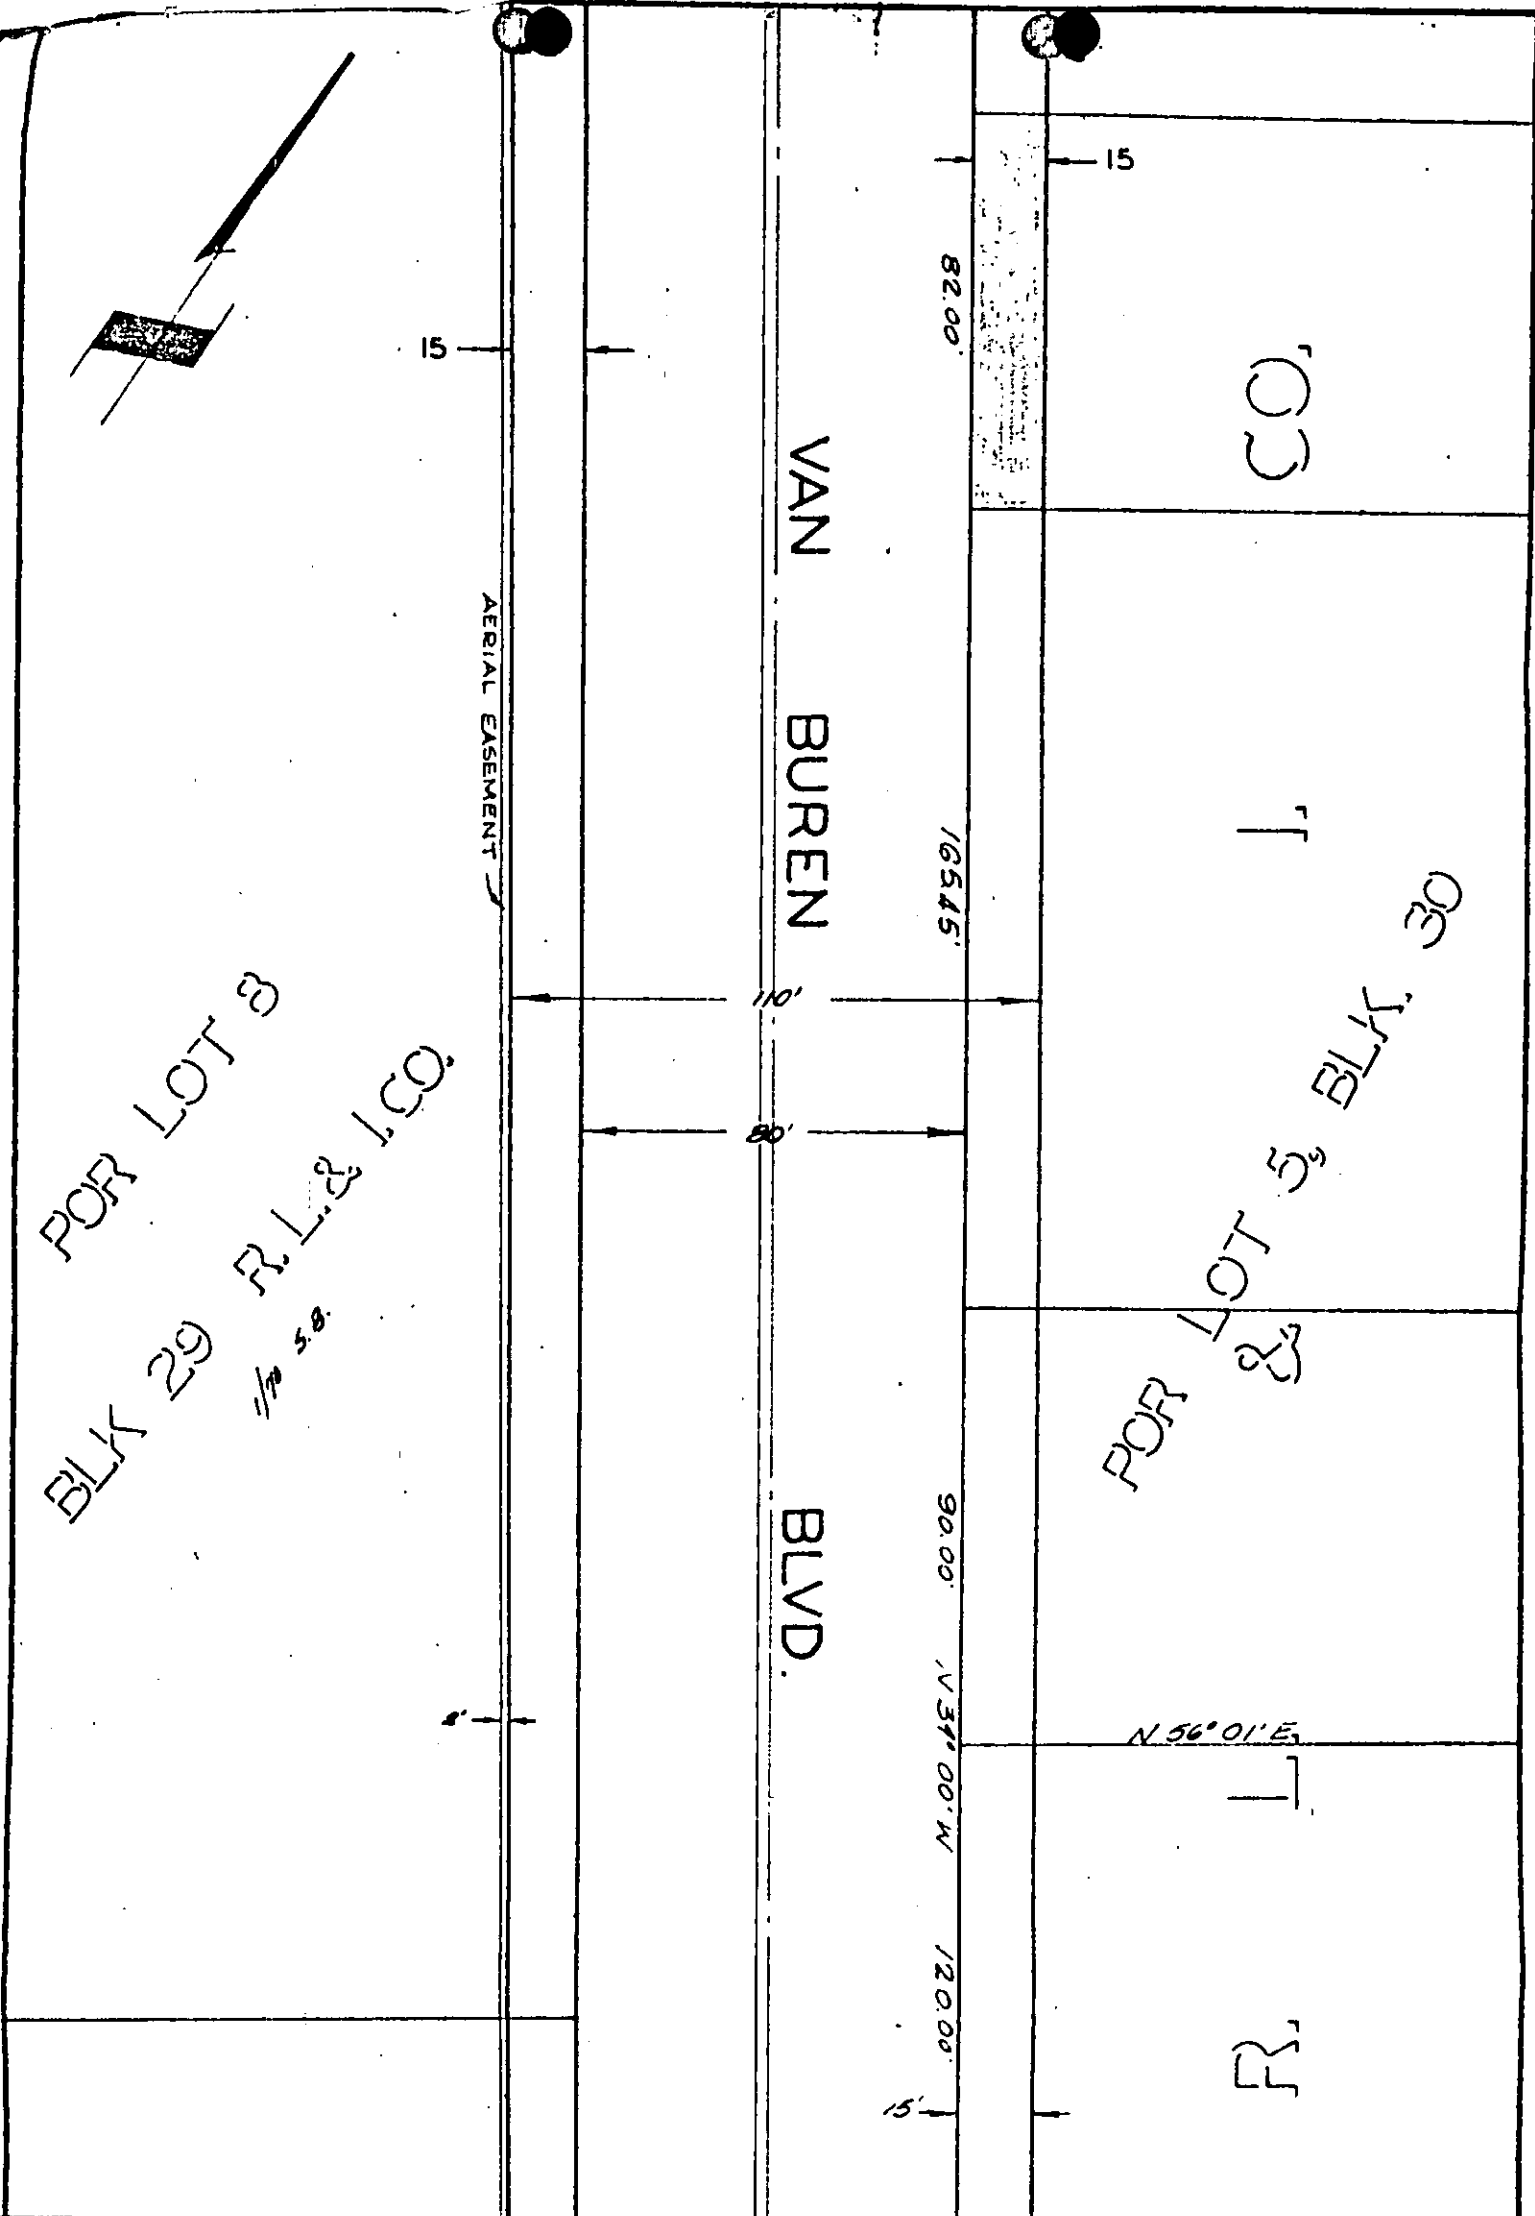 15
15
82.00'
CO.
VAN BUREN BLVD.
AERIAL EASEMENT
165.45'
I.
110'
80'
POR LOT 8
BLK 29 R. L. & I. CO.
S.B.
POR LOT 5, BLK. 30
&
90.00'
N 34° 00' W
N 56° 01' E
L.
120.00'
R.
15'